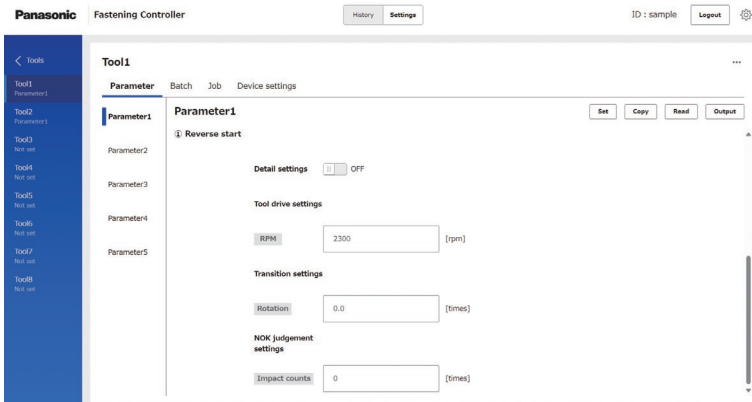 Panasonic
Fastening Controller
History
Settings
ID : sample
Logout
Tools
Tool1
Parameter1
Tool2
Parameter1
Tool3
Not set
Tool4
Not set
Tool5
Not set
Tool6
Not set
Tool7
Not set
Tool8
Not set
Tool1
...
Parameter Batch Job Device settings
Parameter1
Parameter2
Parameter3
Parameter4
Parameter5
Parameter1
Set Copy Read Output
① Reverse start
Detail settings OFF
Tool drive settings
RPM 2300 [rpm]
Transition settings
Rotation 0.0 [times]
NOK judgement
settings
Impact counts 0 [times]